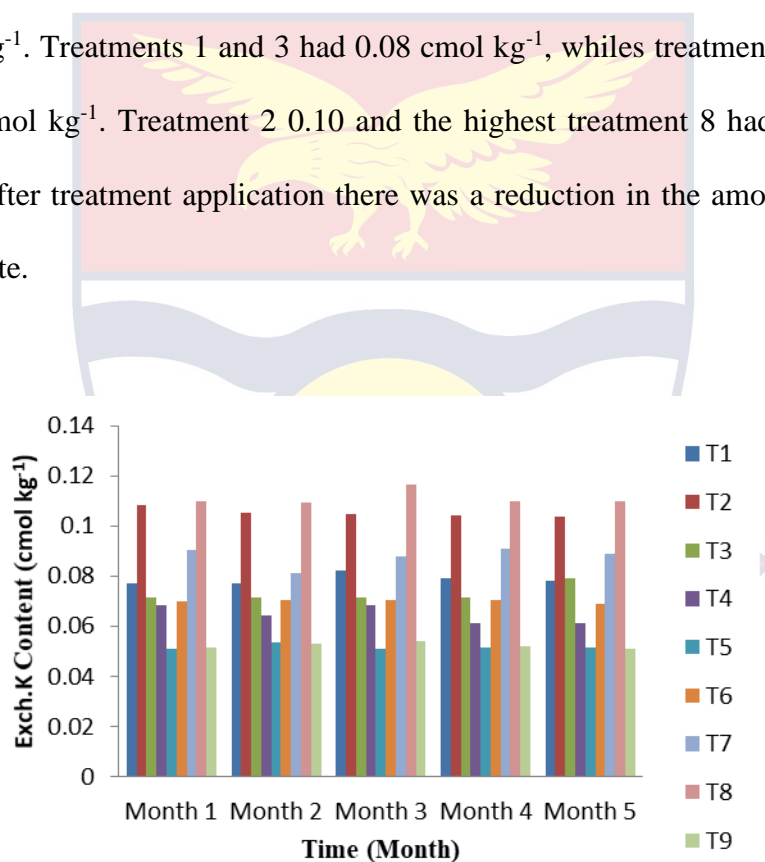 g⁻¹. Treatments 1 and 3 had 0.08 cmol kg⁻¹, whiles treatmen
mol kg⁻¹. Treatment 2 0.10 and the highest treatment 8 had
fter treatment application there was a reduction in the amo
te.
0.14
0.12
0.1
0.08
0.06
0.04
0.02
0
Exch.K Content (cmol kg⁻¹)
Month 1 Month 2 Month 3 Month 4 Month 5
Time (Month)
T1
T2
T3
T4
T5
T6
T7
T8
T9